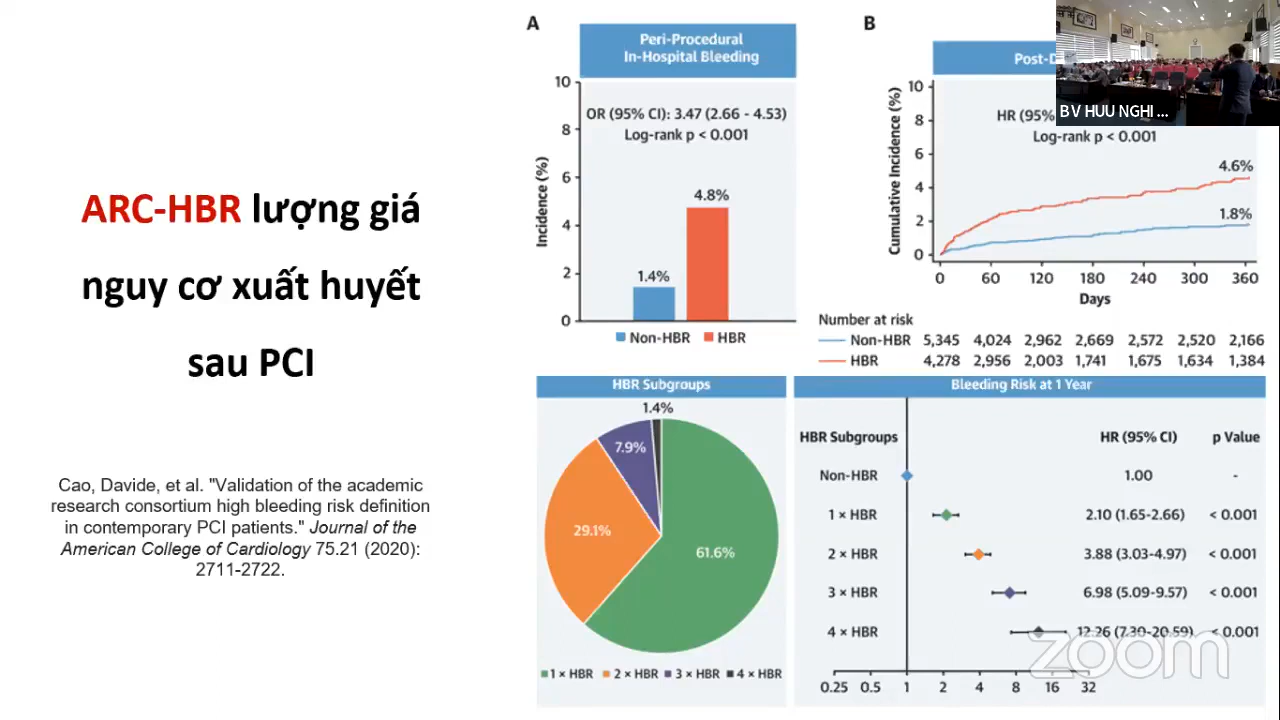 ARC-HBR lượng giá
nguy cơ xuất huyết
sau PCI
Cao, Davide, et al. "Validation of the academic
research consortium high bleeding risk definition
in contemporary PCI patients." Journal of the
American College of Cardiology 75.21 (2020):
2711-2722.
A
Peri-Procedural
In-Hospital Bleeding
OR (95% CI): 3.47 (2.66 - 4.53)
Log-rank p < 0.001
Incidence (%)
10
8
6
4
2
0
1.4%
4.8%
Non-HBR HBR
B
BV HUU NGHI ...
HR (95%
Log-rank p < 0.001
Cumulative Incidence (%)
10
8
6
4
2
0
4.6%
1.8%
0 60 120 180 240 300 360
Days
Number at risk
Non-HBR 5,345 4,024 2,962 2,669 2,572 2,520 2,166
HBR 4,278 2,956 2,003 1,741 1,675 1,634 1,384
HBR Subgroups
1.4%
7.9%
29.1%
61.6%
1 × HBR 2 × HBR 3 × HBR 4 × HBR
Bleeding Risk at 1 Year
HBR Subgroups HR (95% CI) p Value
Non-HBR 1.00 -
1 × HBR 2.10 (1.65-2.66) < 0.001
2 × HBR 3.88 (3.03-4.97) < 0.001
3 × HBR 6.98 (5.09-9.57) < 0.001
4 × HBR 12.26 (7.30-20.59) < 0.001
0.25 0.5 1 2 4 8 16 32
zoom